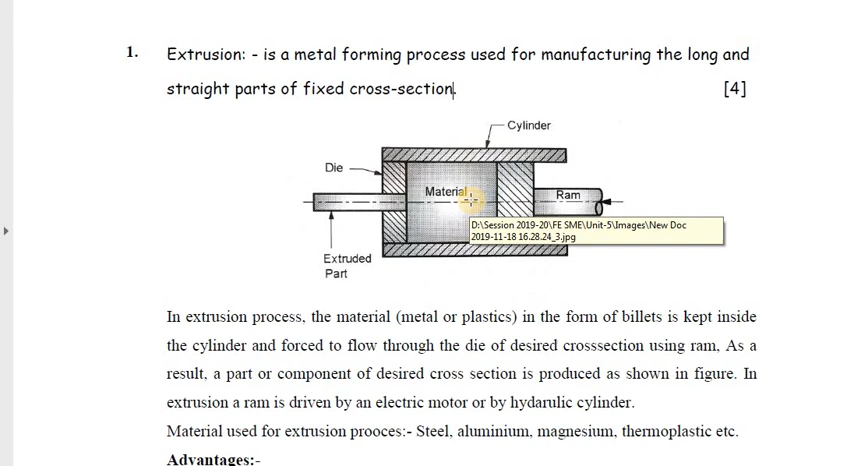 1. Extrusion: - is a metal forming process used for manufacturing the long and
straight parts of fixed cross-section. [4]
Cylinder
Die
Material
Ram
D:\Session 2019-20\FE SME\Unit-5\Images\New Doc
2019-11-18 16.28.24_3.jpg
Extruded
Part
In extrusion process, the material (metal or plastics) in the form of billets is kept inside
the cylinder and forced to flow through the die of desired crosssection using ram, As a
result, a part or component of desired cross section is produced as shown in figure. In
extrusion a ram is driven by an electric motor or by hydarulic cylinder.
Material used for extrusion prooces:- Steel, aluminium, magnesium, thermoplastic etc.
Advantages:-